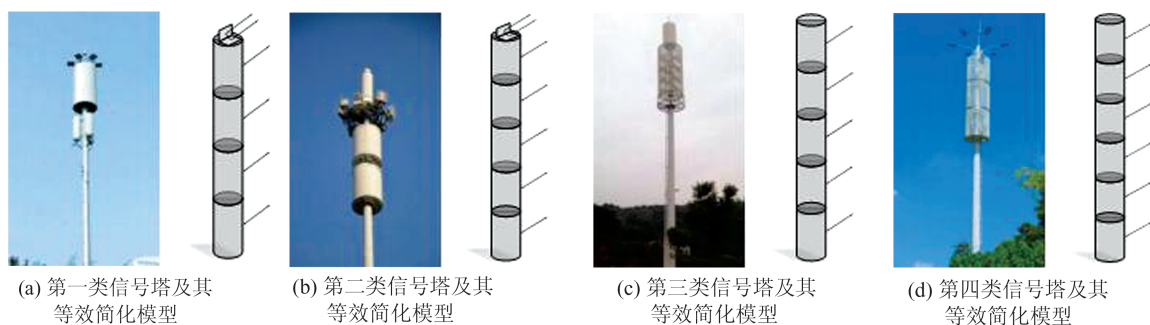 (a) 第一类信号塔及其
等效简化模型
(b) 第二类信号塔及其
等效简化模型
(c) 第三类信号塔及其
等效简化模型
(d) 第四类信号塔及其
等效简化模型